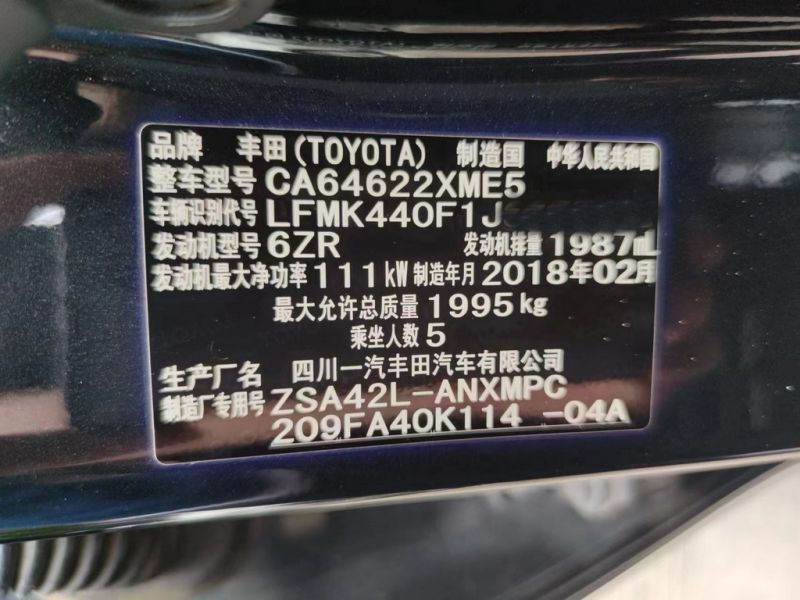 品牌 丰田(TOYOTA) 制造国 中华人民共和国
整车型号 CA64622XME5
车辆识别代号 LFMK440F1J
发动机型号 6ZR 发动机排量 1987mL
发动机最大净功率 111kW 制造年月 2018年02月
最大允许总质量 1995kg
乘坐人数 5
生产厂名 四川一汽丰田汽车有限公司
制造厂专用号 ZSA42L-ANXMPC
209FA40K114 -04A